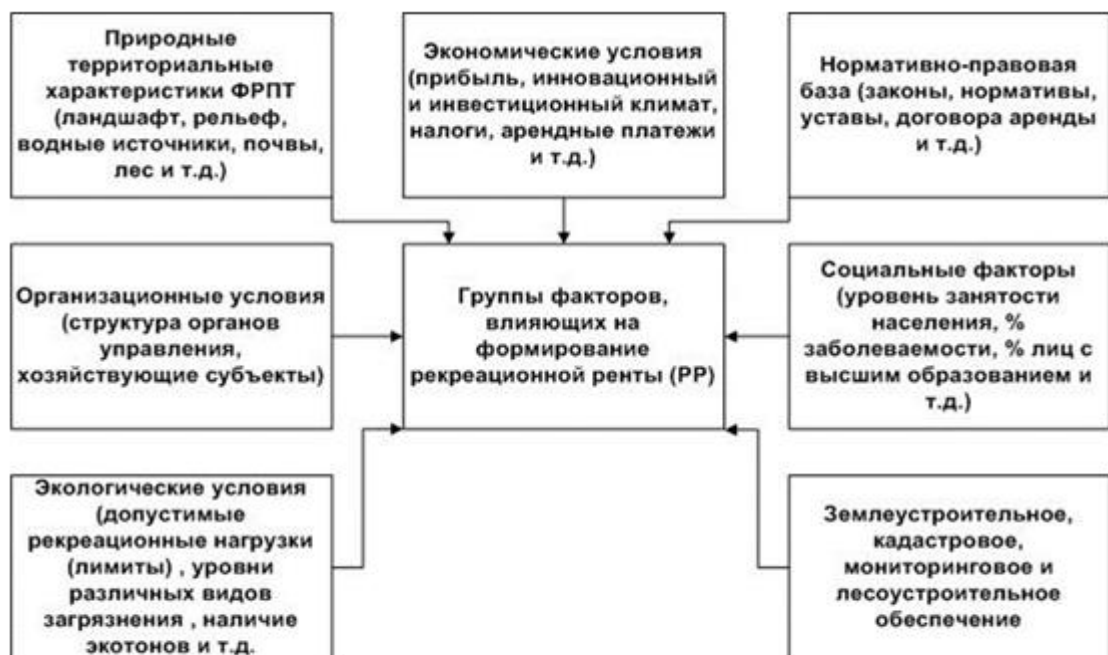 Природные
территориальные
характеристики ФРПТ
(ландшафт, рельеф,
водные источники, почвы,
лес и т.д.)
Экономические условия
(прибыль, инновационный
и инвестиционный климат,
налоги, арендные платежи
и т.д.)
Нормативно-правовая
база (законы, нормативы,
уставы, договора аренды
и т.д.)
Организационные условия
(структура органов
управления,
хозяйствующие субъекты)
Группы факторов,
влияющих на
формирование
рекреационной ренты (РР)
Социальные факторы
(уровень занятости
населения, %
заболеваемости, % лиц с
высшим образованием и
т.д.)
Экологические условия
(допустимые
рекреационные нагрузки
(лимиты) , уровни
различных видов
загрязнения , наличие
экотонов и т.д.
Землеустроительное,
кадастровое,
мониторинговое и
лесоустроительное
обеспечение